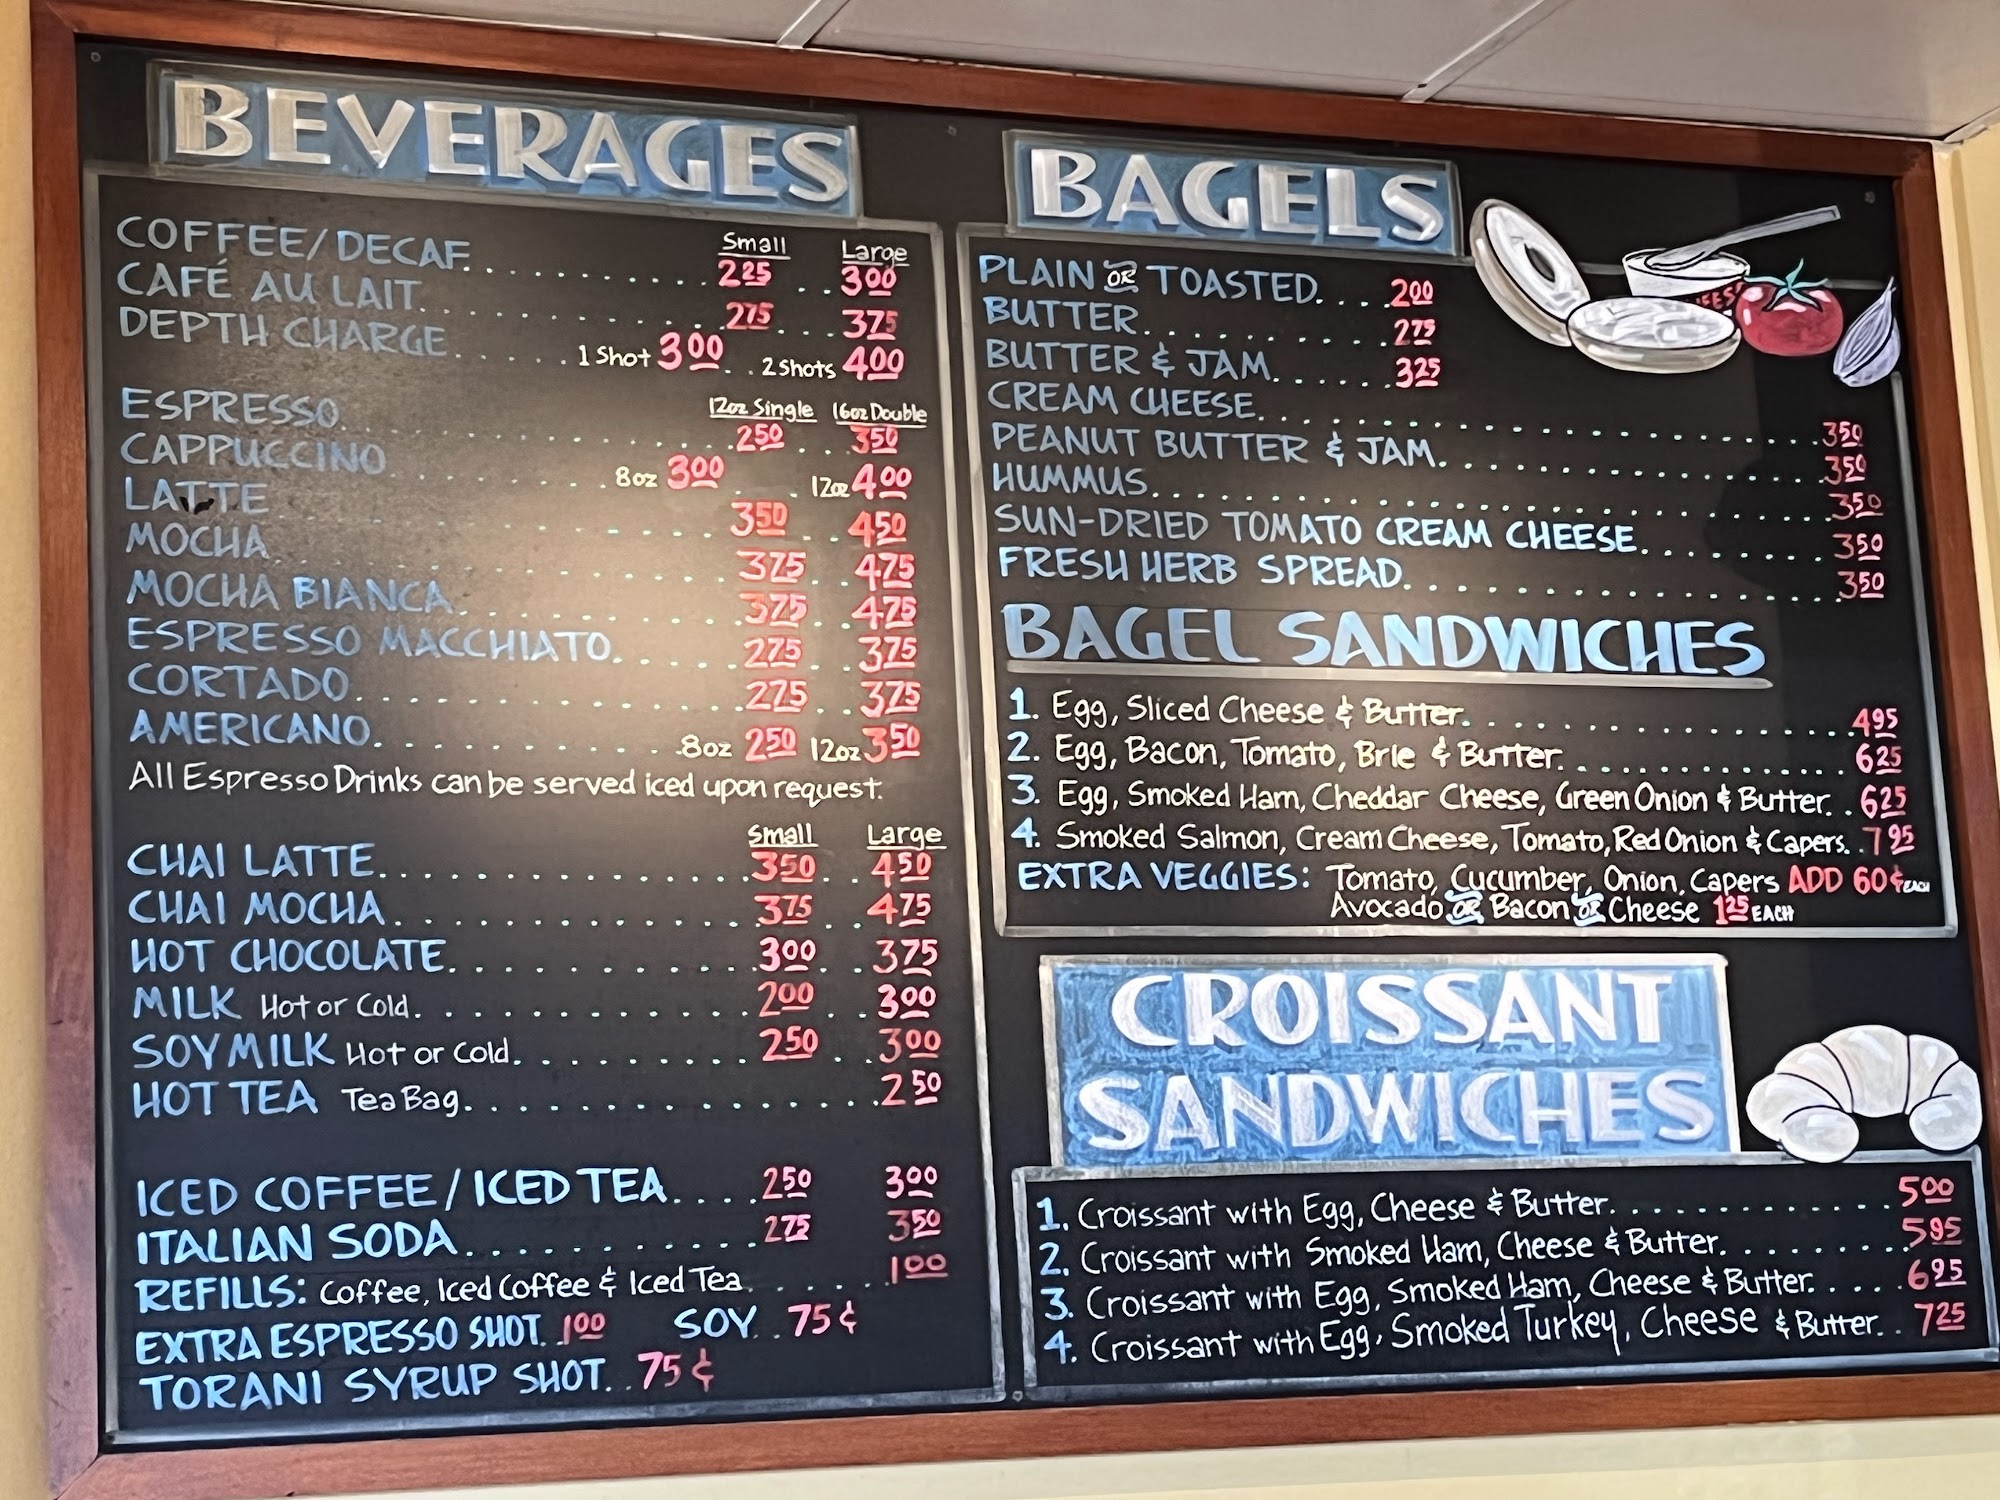 BEVERAGES
Small Large
COFFEE/DECAF 2.25 3.00
CAFÉ AU LAIT 2.75 3.75
DEPTH CHARGE 1 Shot 3.00 2 Shots 4.00
12oz Single 16oz Double
ESPRESSO 2.50 3.50
CAPPUCCINO 8oz 3.00 12oz 4.00
LATTE 3.50 4.50
MOCHA 3.75 4.75
MOCHA BIANCA 3.75 4.75
ESPRESSO MACCHIATO 2.75 3.75
CORTADO 2.75 3.75
AMERICANO 8oz 2.50 12oz 3.50
All Espresso Drinks can be served iced upon request.
Small Large
CHAI LATTE 3.50 4.50
CHAI MOCHA 3.75 4.75
HOT CHOCOLATE 3.00 3.75
MILK Hot or Cold 2.00 3.00
SOY MILK Hot or Cold 2.50 3.00
HOT TEA Tea Bag 2.50
ICED COFFEE/ICED TEA 2.50 3.00
ITALIAN SODA 2.75 3.50
REFILLS: Coffee, Iced Coffee & Iced Tea 1.00
EXTRA ESPRESSO SHOT 1.00 SOY 75¢
TORANI SYRUP SHOT 75¢
BAGELS
PLAIN OR TOASTED 2.00
BUTTER 2.75
BUTTER & JAM 3.25
CREAM CHEESE 3.50
PEANUT BUTTER & JAM 3.50
HUMMUS 3.50
SUN-DRIED TOMATO CREAM CHEESE 3.50
FRESH HERB SPREAD 3.50
BAGEL SANDWICHES
1. Egg, Sliced Cheese & Butter 4.95
2. Egg, Bacon, Tomato, Brie & Butter 6.25
3. Egg, Smoked Ham, Cheddar Cheese, Green Onion & Butter 6.25
4. Smoked Salmon, Cream Cheese, Tomato, Red Onion & Capers 7.95
EXTRA VEGGIES: Tomato, Cucumber, Onion, Capers ADD 60¢ EACH
Avocado OR Bacon OR Cheese 1.25 EACH
CROISSANT
SANDWICHES
1. Croissant with Egg, Cheese & Butter 5.00
2. Croissant with Smoked Ham, Cheese & Butter 5.95
3. Croissant with Egg, Smoked Ham, Cheese & Butter 6.95
4. Croissant with Egg, Smoked Turkey, Cheese & Butter 7.25